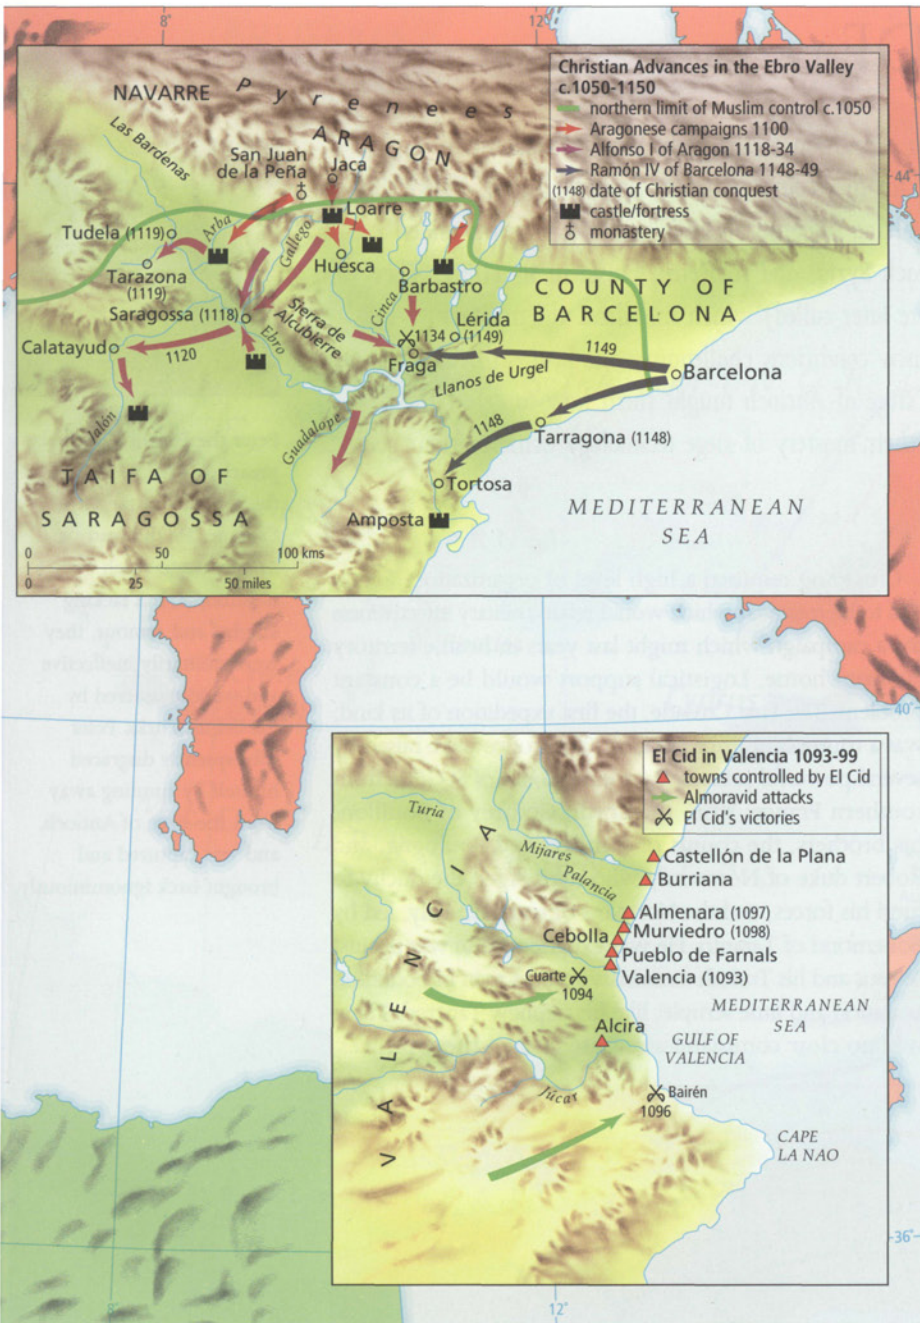 8°
12°
44°
Christian Advances in the Ebro Valley
c.1050-1150
northern limit of Muslim control c.1050
Aragonese campaigns 1100
Alfonso I of Aragon 1118-34
Ramón IV of Barcelona 1148-49
(1148) date of Christian conquest
castle/fortress
monastery
NAVARRE
Pyrenees
ARAGON
Las Bardenas
San Juan
de la Peña
Jaca
Loarre
Tudela (1119)
Arba
Gallego
Huesca
Tarazona
(1119)
Barbastro
COUNTY OF
BARCELONA
Saragossa (1118)
Sierra de
Alcubierre
Cinca
1134
Lérida
(1149)
Calatayud
1120
Ebro
Fraga
Llanos de Urgel
1149
Barcelona
Jalón
Guadalope
1148
Tarragona (1148)
TAIFA OF
SARAGOSSA
Tortosa
Amposta
MEDITERRANEAN
SEA
0 50 100 kms
0 25 50 miles
40°
El Cid in Valencia 1093-99
towns controlled by El Cid
Almoravid attacks
El Cid's victories
Turia
VALENCIA
Mijares
Palancia
Castellón de la Plana
Burriana
Almenara (1097)
Murviedro (1098)
Cebolla
Pueblo de Farnals
Valencia (1093)
Cuarte
1094
MEDITERRANEAN
SEA
Alcira
GULF OF
VALENCIA
Júcar
Bairén
1096
CAPE
LA NAO
36°
8°
12°